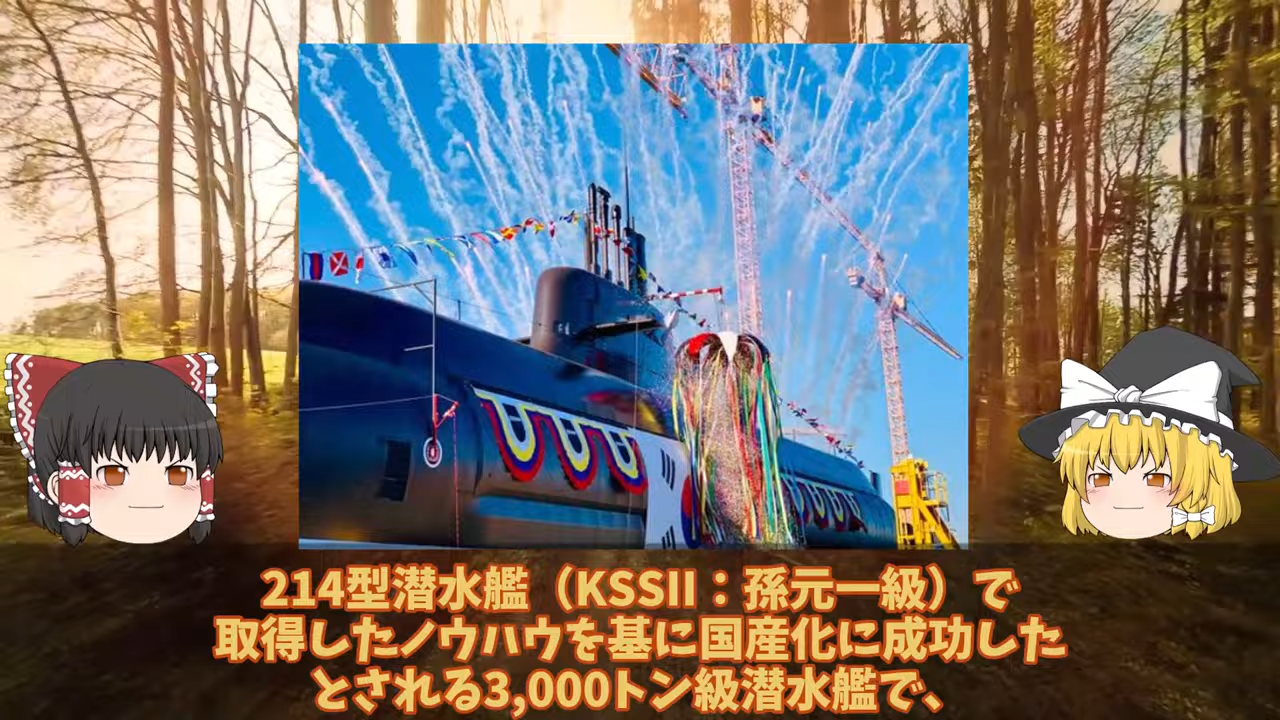 214型潜水艦（KSSII：孫元一級）で
取得したノウハウを基に国産化に成功した
とされる3,000トン級潜水艦で、